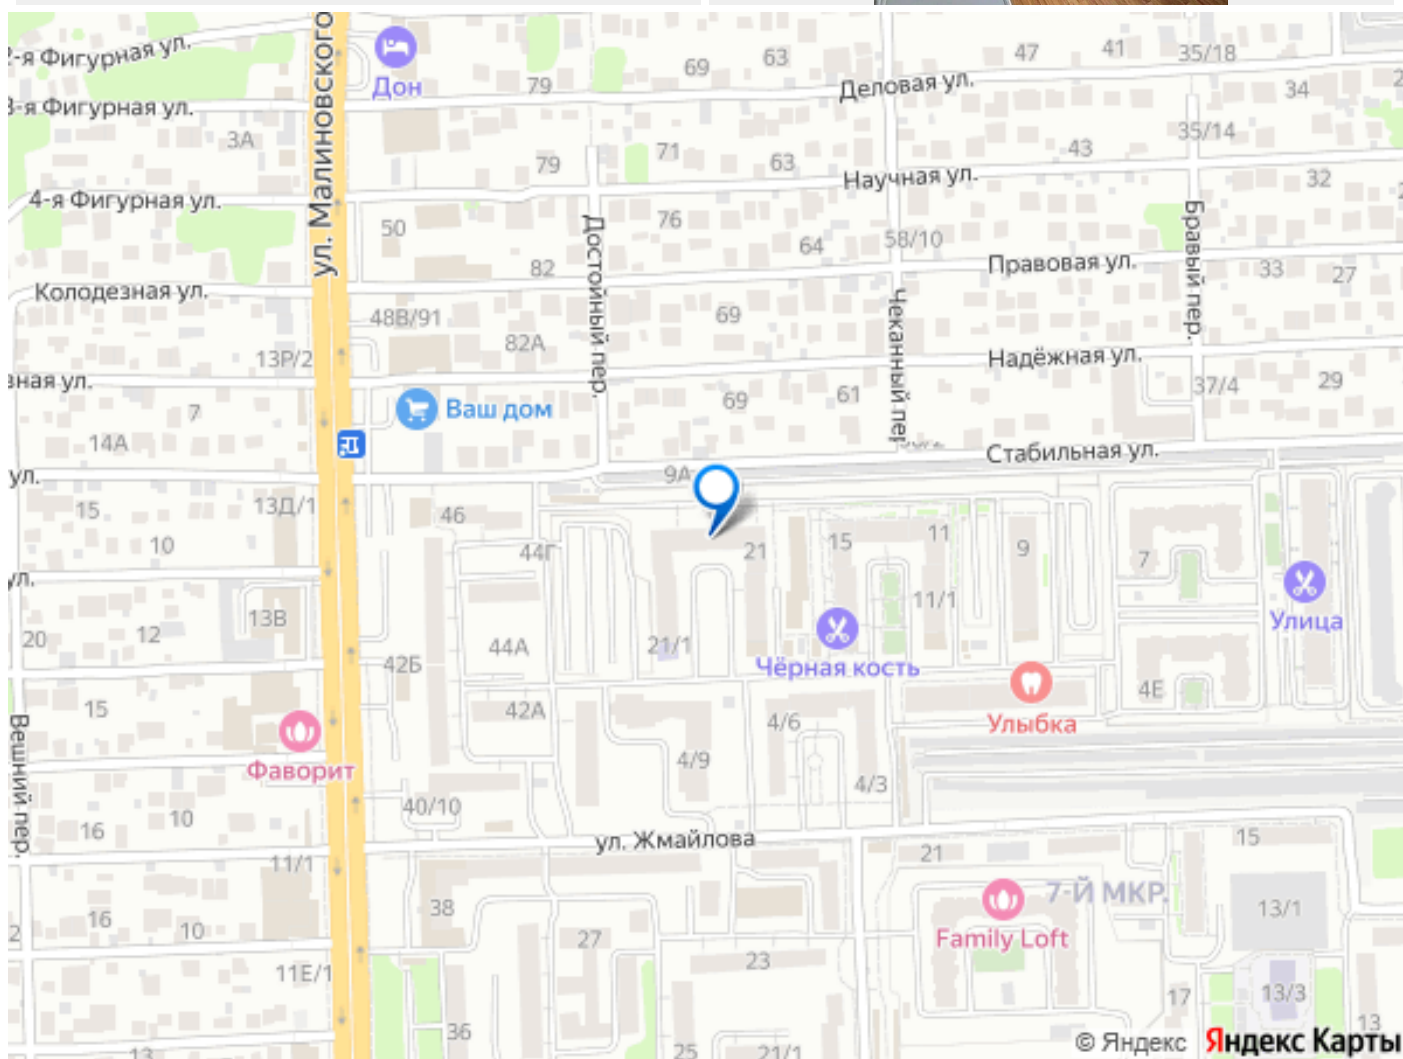 2-я Фигурная ул.
ул. Малиновского
Дон
79
69
63
47
41
35/18
Деловая ул.
34
3-я Фигурная ул.
3А
79
71
63
43
35/14
Научная ул.
32
4-я Фигурная ул.
50
Достойный пер.
76
64
58/10
Бравый пер.
82
Правовая ул.
33
27
Колодезная ул.
48В/91
69
Чеканный пер
13Р/2
82А
Надёжная ул.
вная ул.
7
Ваш дом
69
61
37/4
29
14А
Стабильная ул.
ул.
9А
15
13Д/1
46
10
44Г
21
15
11
9
7
ул.
11/1
Улица
20
12
13В
44А
21/1
Чёрная кость
42Б
4Е
15
42А
4/6
Улыбка
Вешний пер.
Фаворит
4/9
4/3
16
10
40/10
ул. Жмайлова
21
15
11/1
7-Й МКР.
16
10
38
27
Family Loft
13/1
2
11Е/1
23
17
13/3
36
25
21/1
13
13
© Яндекс Яндекс Карты